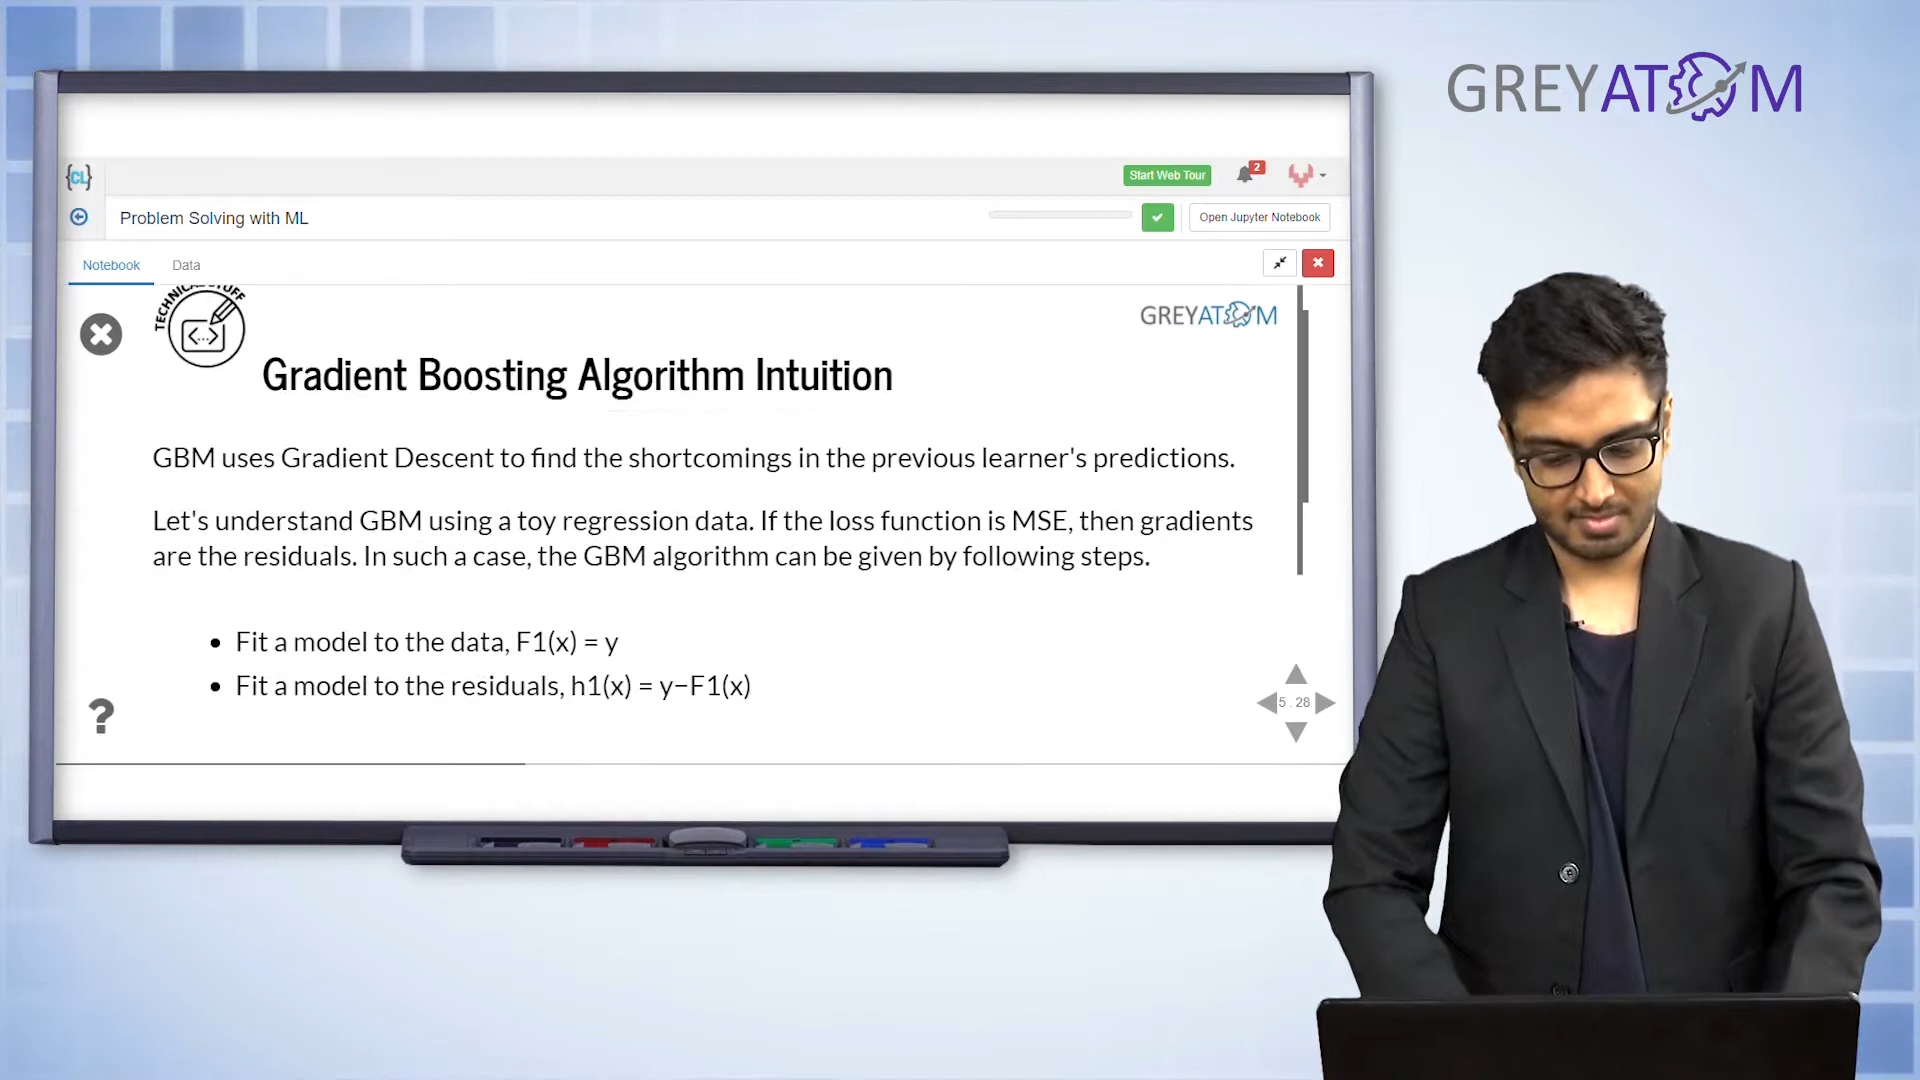 GREYATOM
{CL}
Start Web Tour
2
Problem Solving with ML
Open Jupyter Notebook
Notebook
Data
TECHNICAL STUFF
<...>
GREYATOM
Gradient Boosting Algorithm Intuition
GBM uses Gradient Descent to find the shortcomings in the previous learner's predictions.
Let's understand GBM using a toy regression data. If the loss function is MSE, then gradients
are the residuals. In such a case, the GBM algorithm can be given by following steps.
• Fit a model to the data, F1(x) = y
• Fit a model to the residuals, h1(x) = y−F1(x)
?
5 . 28